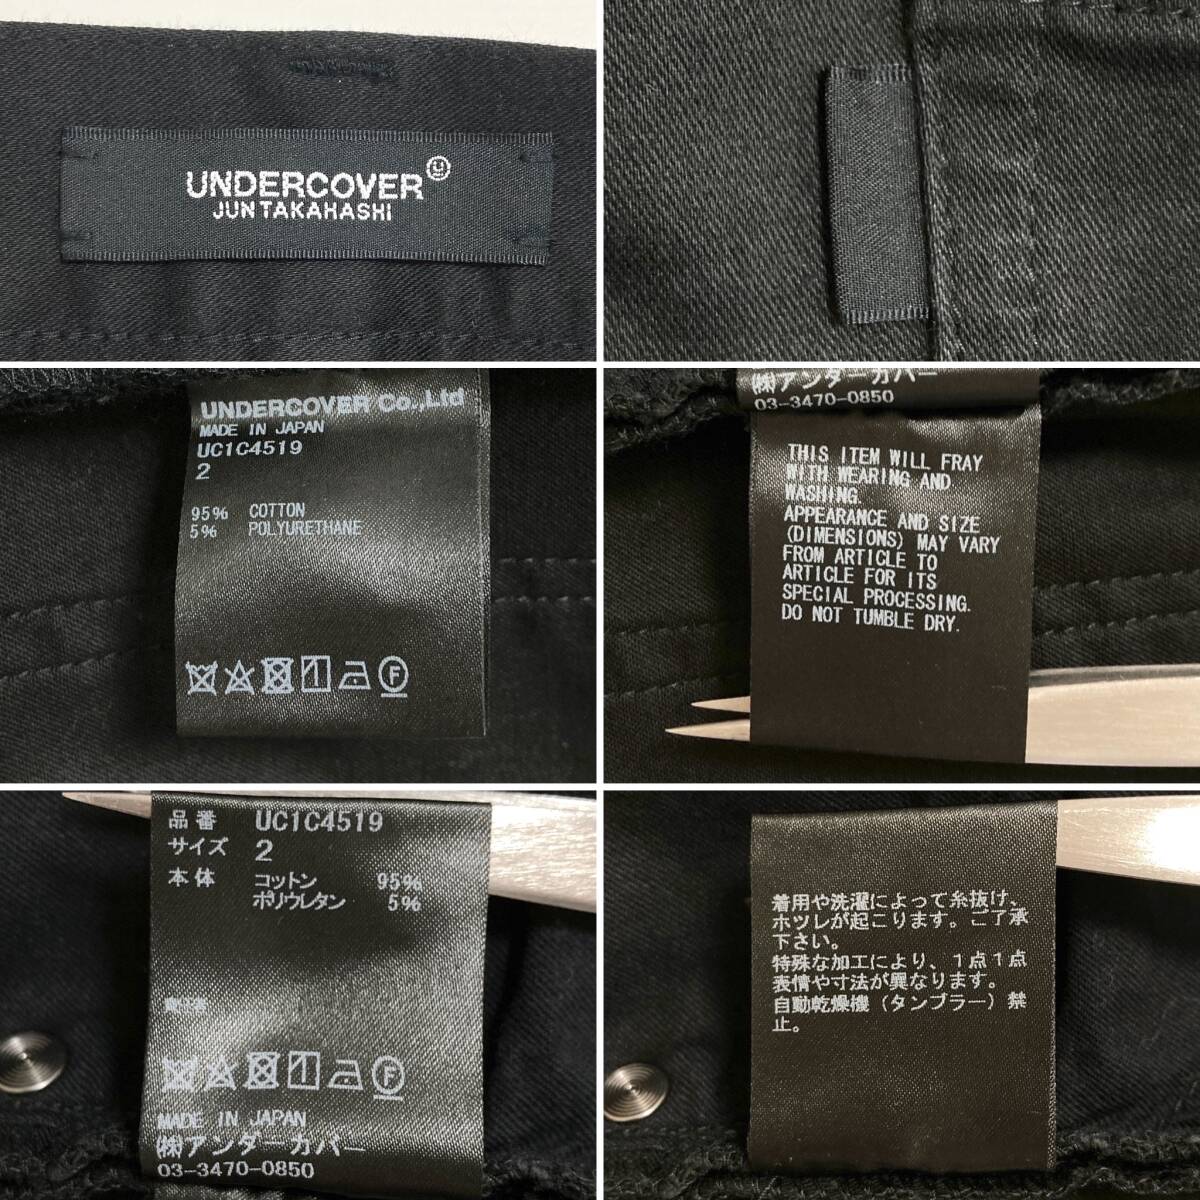 UNDERCOVER
JUN TAKAHASHI
UNDERCOVER Co.,Ltd
MADE IN JAPAN
UC1C4519
2
95% COTTON
5% POLYURETHANE
F
(株)アンダーカバー
03-3470-0850
THIS ITEM WILL FRAY
WITH WEARING AND
WASHING.
APPEARANCE AND SIZE
(DIMENSIONS) MAY VARY
FROM ARTICLE TO
ARTICLE FOR ITS
SPECIAL PROCESSING.
DO NOT TUMBLE DRY.
品番 UC1C4519
サイズ 2
本体 コットン 95%
ポリウレタン 5%
F
MADE IN JAPAN
(株)アンダーカバー
03-3470-0850
着用や洗濯によって糸抜け、
ホツレが起こります。ご了承
下さい。
特殊な加工により、1点1点
表情や寸法が異なります。
自動乾燥機(タンブラー)禁
止。